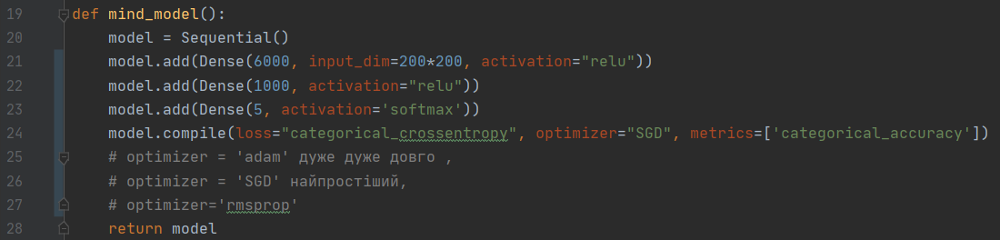 19 def mind_model():
20 model = Sequential()
21 model.add(Dense(6000, input_dim=200*200, activation="relu"))
22 model.add(Dense(1000, activation="relu"))
23 model.add(Dense(5, activation='softmax'))
24 model.compile(loss="categorical_crossentropy", optimizer="SGD", metrics=['categorical_accuracy'])
25 # optimizer = 'adam' дуже дуже довго ,
26 # optimizer = 'SGD' найпростіший,
27 # optimizer='rmsprop'
28 return model